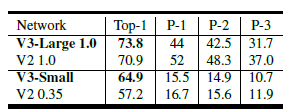 Network Top-1 P-1 P-2 P-3
V3-Large 1.0 73.8 44 42.5 31.7
V2 1.0 70.9 52 48.3 37.0
V3-Small 64.9 15.5 14.9 10.7
V2 0.35 57.2 16.7 15.6 11.9